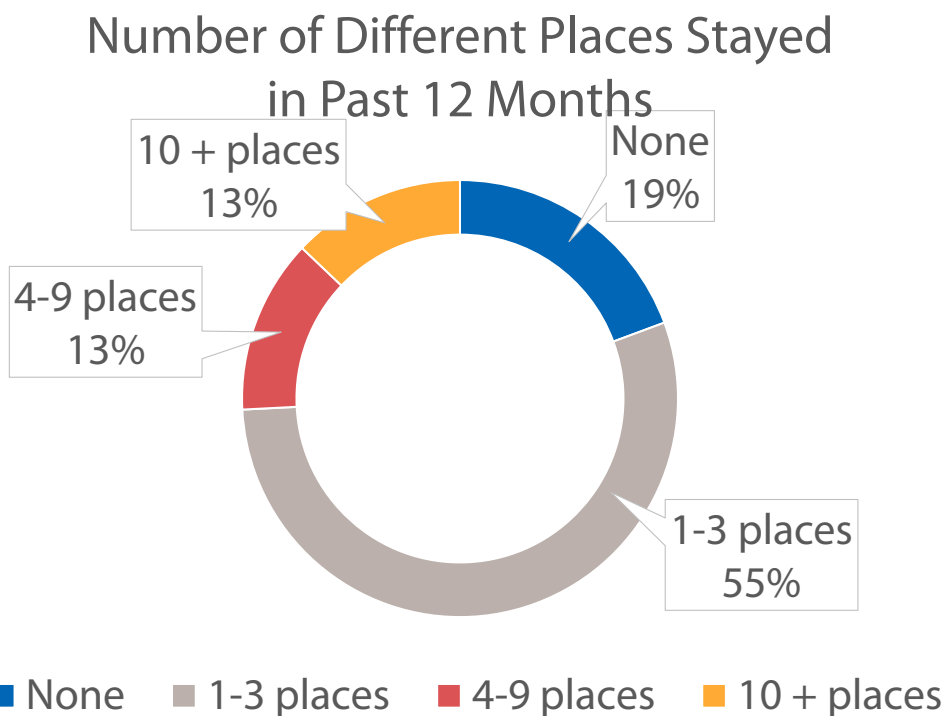 Number of Different Places Stayed
in Past 12 Months
10 + places
13%
None
19%
4-9 places
13%
1-3 places
55%
None 1-3 places 4-9 places 10 + places